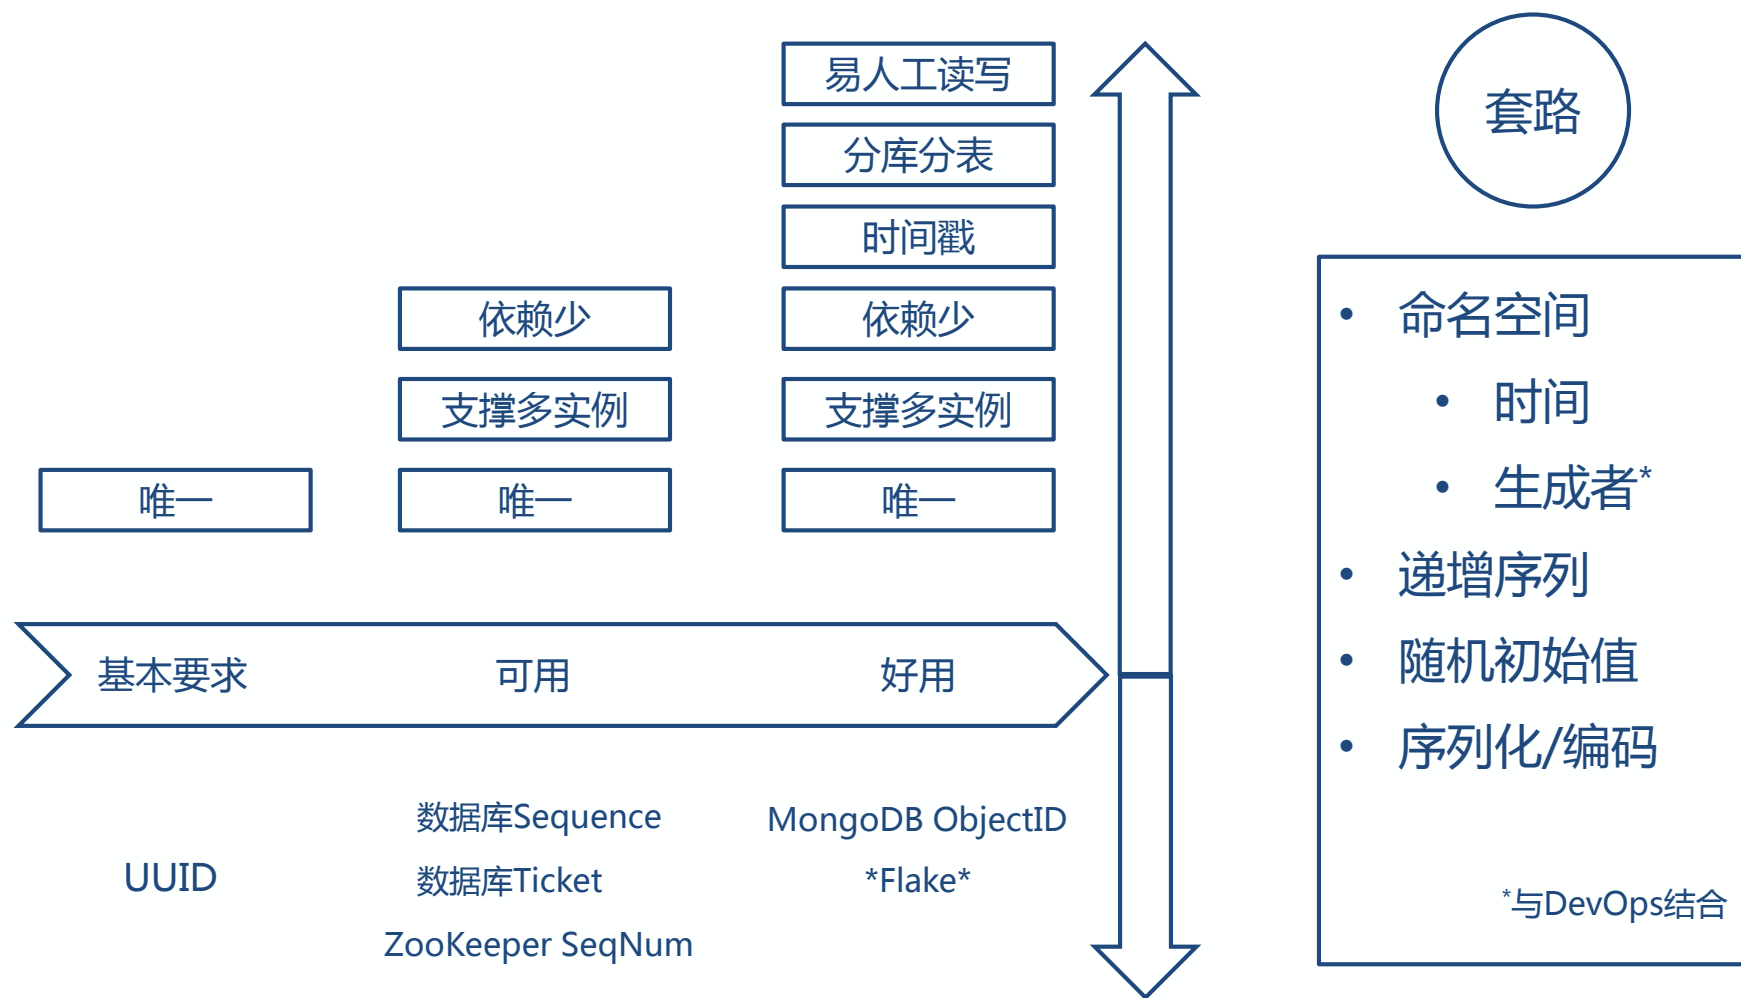 易人工读写
分库分表
时间戳
依赖少
依赖少
支撑多实例
支撑多实例
唯一
唯一
唯一
基本要求
可用
好用
UUID
数据库Sequence
数据库Ticket
ZooKeeper SeqNum
MongoDB ObjectID
*Flake*
套路
• 命名空间
• 时间
• 生成者*
• 递增序列
• 随机初始值
• 序列化/编码
*与DevOps结合